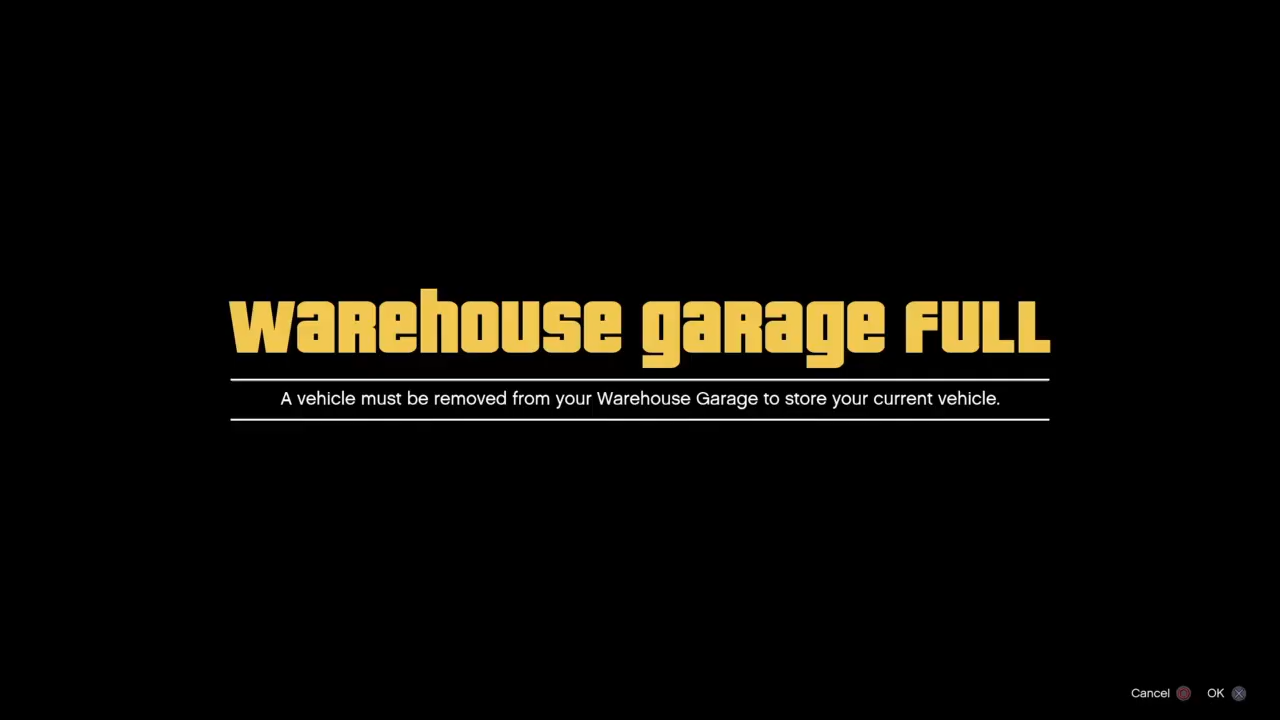 warehouse garage FULL
A vehicle must be removed from your Warehouse Garage to store your current vehicle.
Cancel OK